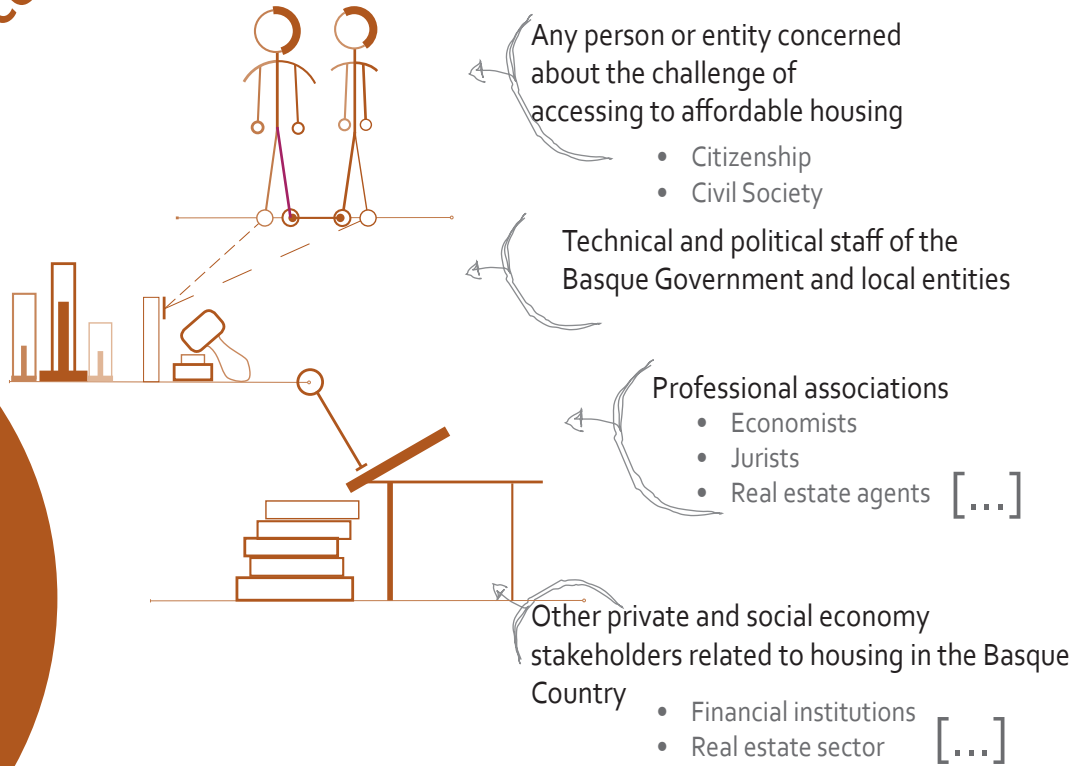 Any person or entity concerned
about the challenge of
accessing to affordable housing
• Citizenship
• Civil Society
Technical and political staff of the
Basque Government and local entities
Professional associations
• Economists
• Jurists
• Real estate agents [...]
Other private and social economy
stakeholders related to housing in the Basque
Country
• Financial institutions
• Real estate sector [...]